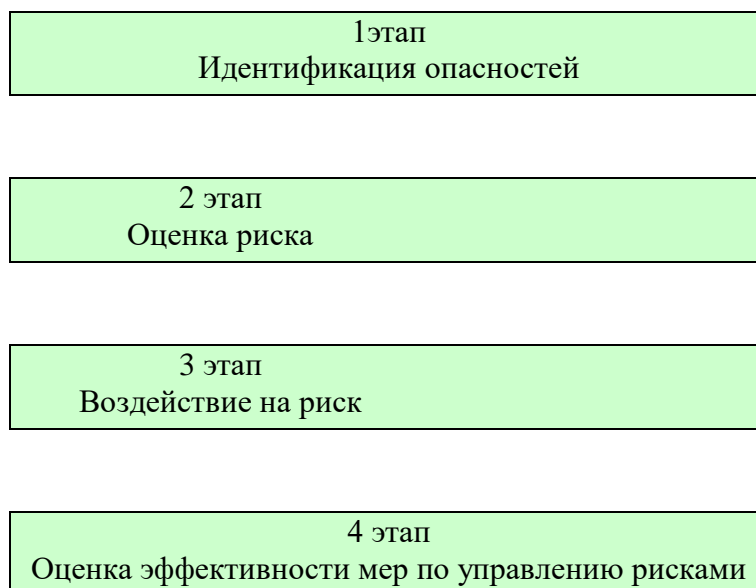 1этап
Идентификация опасностей
2 этап
Оценка риска
3 этап
Воздействие на риск
4 этап
Оценка эффективности мер по управлению рисками